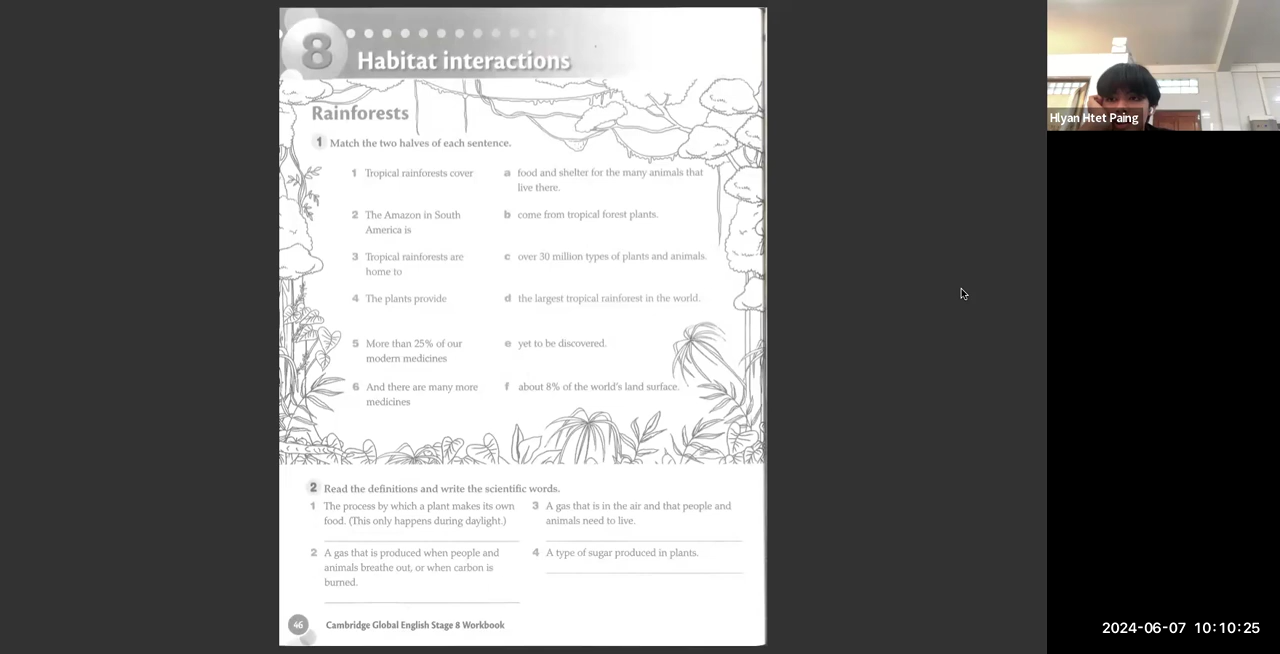 8
Habitat interactions
Rainforests
1 Match the two halves of each sentence.
1 Tropical rainforests cover
a food and shelter for the many animals that
live there.
2 The Amazon in South
America is
b come from tropical forest plants.
3 Tropical rainforests are
home to
c over 30 million types of plants and animals.
4 The plants provide
d the largest tropical rainforest in the world.
5 More than 25% of our
modern medicines
e yet to be discovered.
6 And there are many more
medicines
f about 8% of the world's land surface.
2 Read the definitions and write the scientific words.
1 The process by which a plant makes its own
food. (This only happens during daylight.)
2 A gas that is produced when people and
animals breathe out, or when carbon is
burned.
3 A gas that is in the air and that people and
animals need to live.
4 A type of sugar produced in plants.
46 Cambridge Global English Stage 8 Workbook
Hlyan Htet Paing
2024-06-07 10:10:25